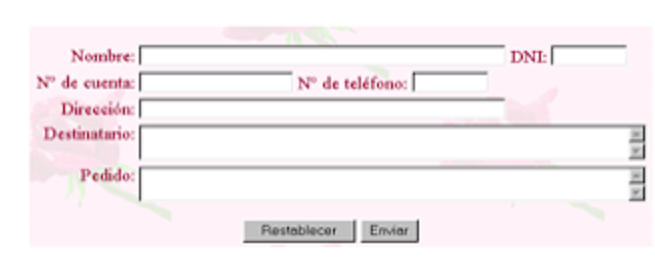 Nombre: DNI:
Nº de cuenta: Nº de teléfono:
Dirección:
Destinatario:
Pedido:
Restablecer Enviar